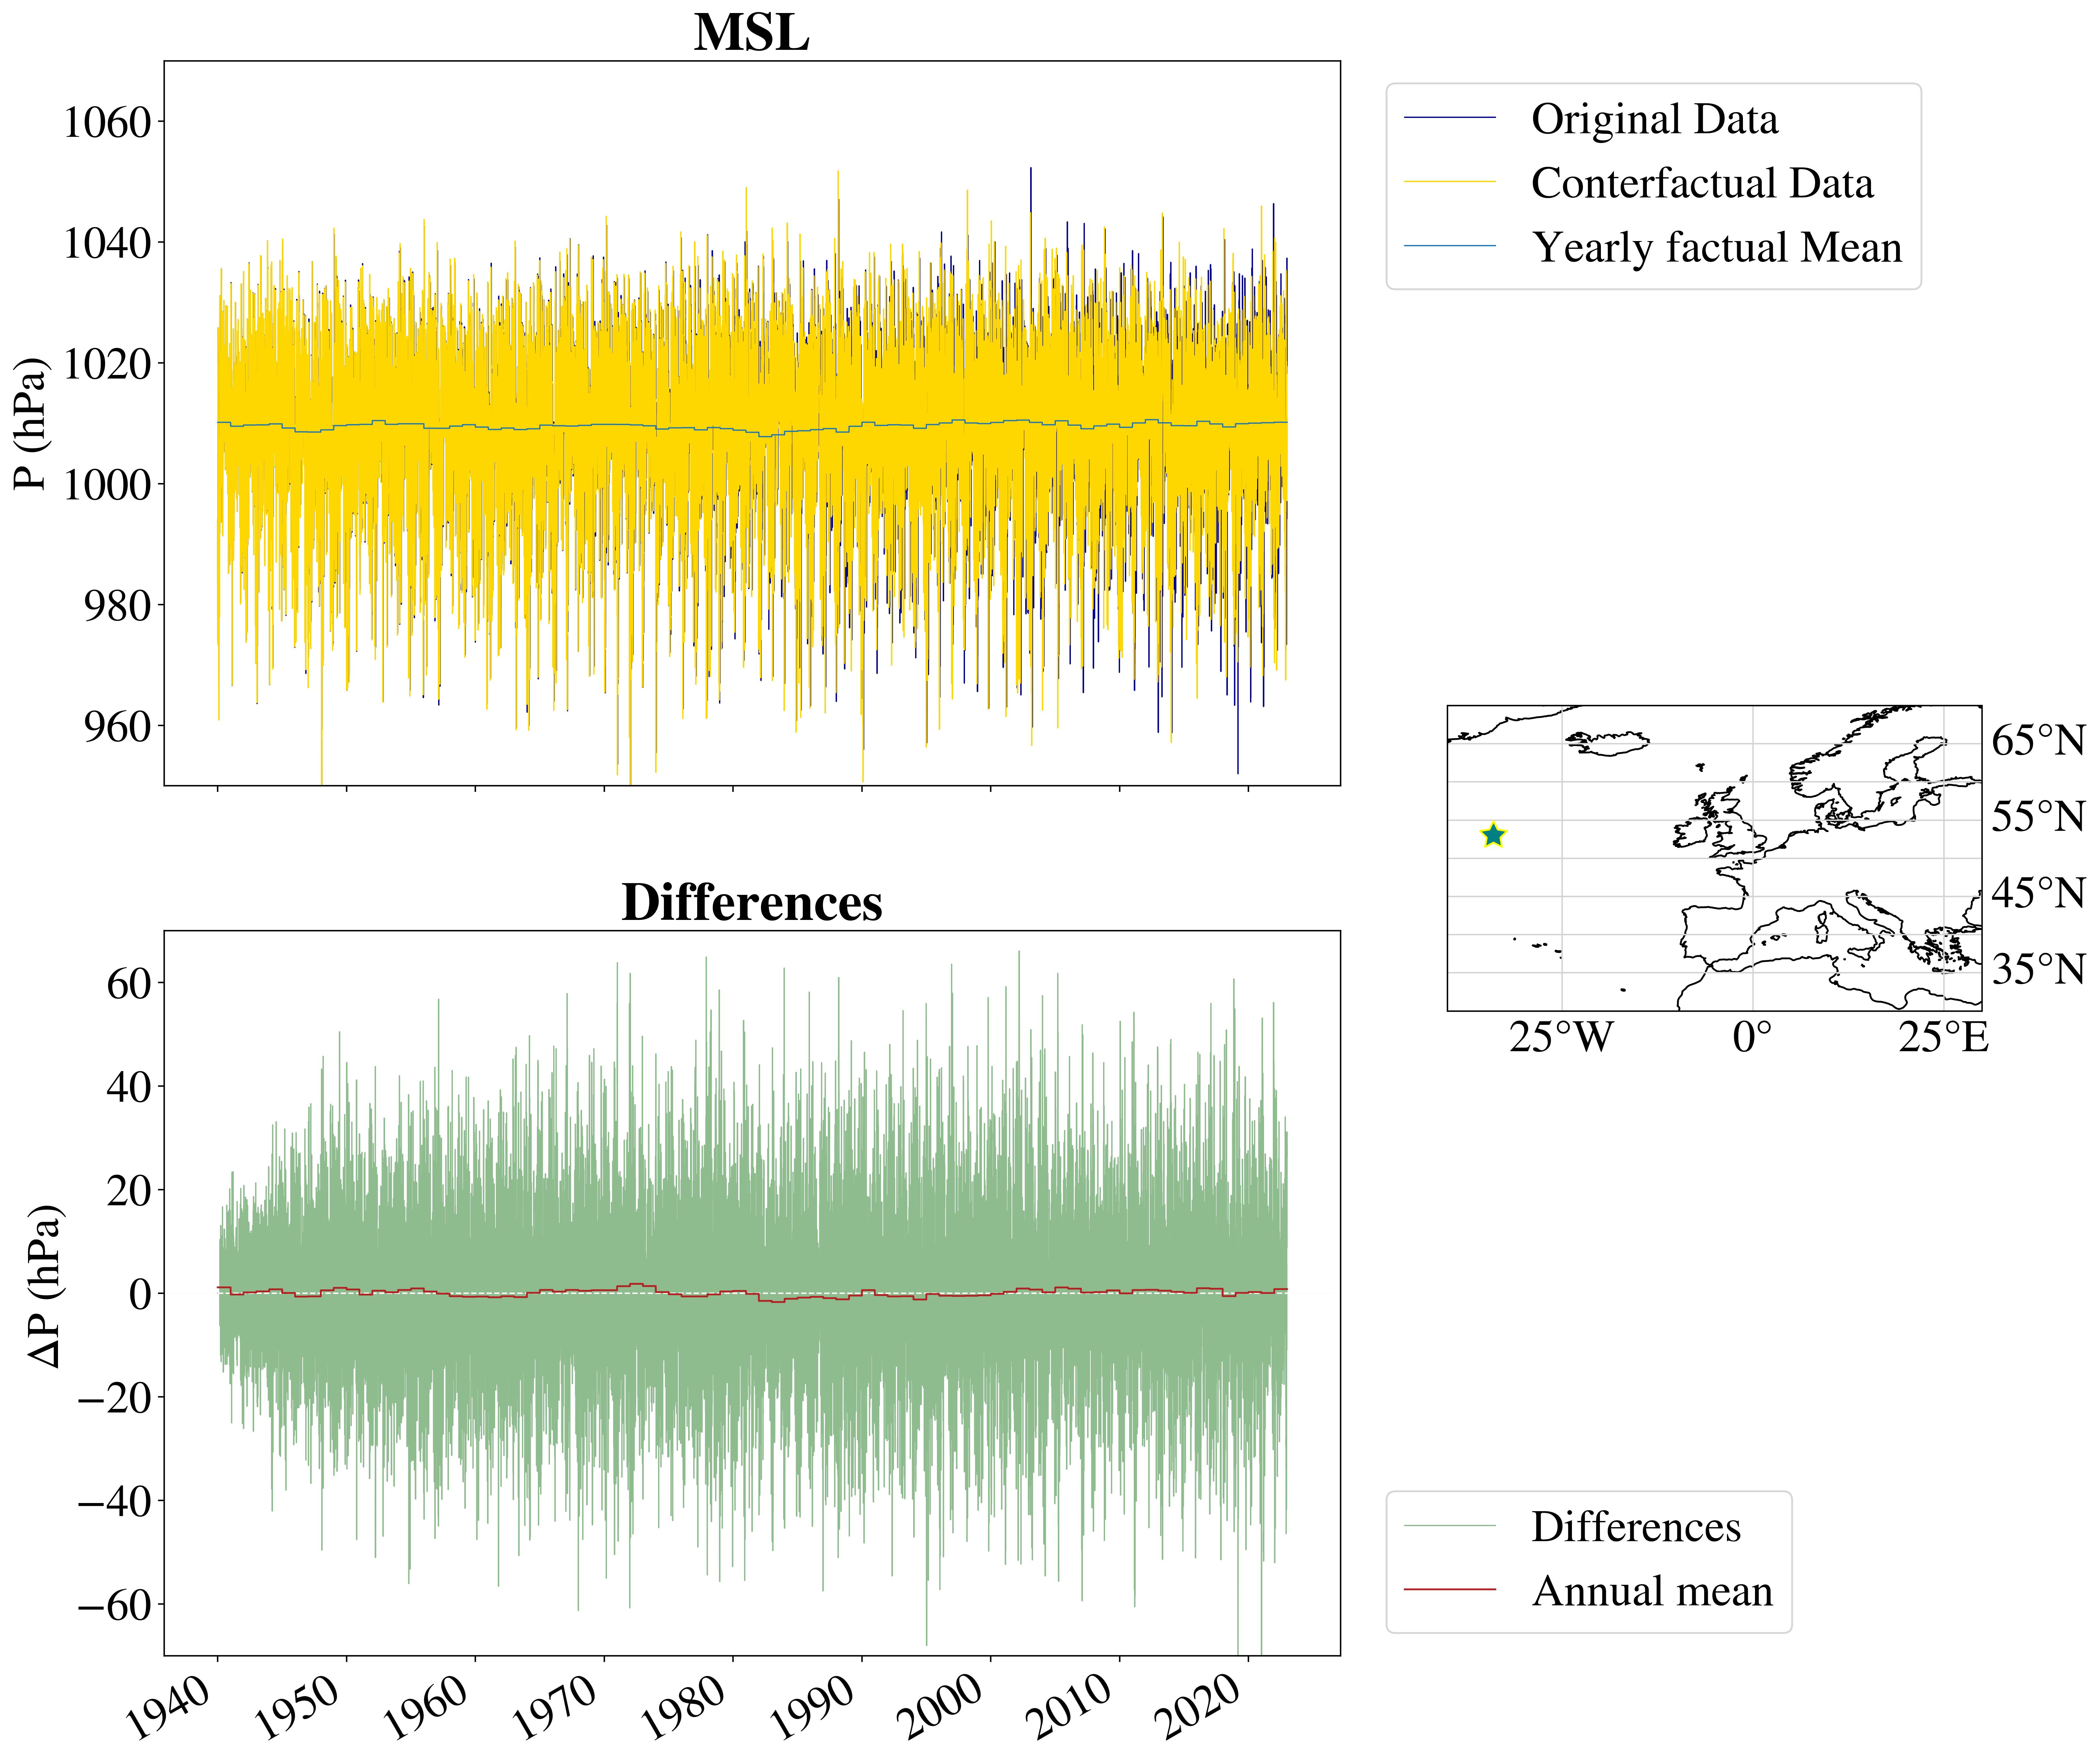 MSL
1060
1040
1020
1000
980
960
P (hPa)
Original Data
Conterfactual Data
Yearly factual Mean
65°N
55°N
45°N
35°N
25°W 0° 25°E
Differences
60
40
20
0
−20
−40
−60
ΔP (hPa)
1940 1950 1960 1970 1980 1990 2000 2010 2020
Differences
Annual mean